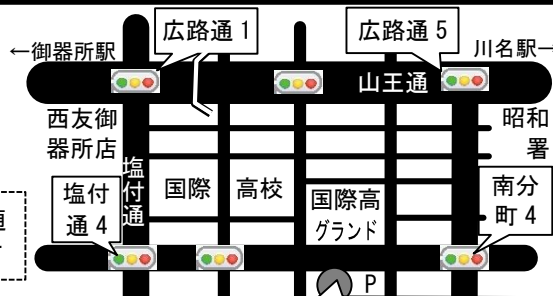 広路通1
広路通5
←御器所駅
川名駅→
山王通
西友御
器所店
昭和
署
塩付通
国際
高校
国際高
グランド
塩付
通4
南分
町4
P